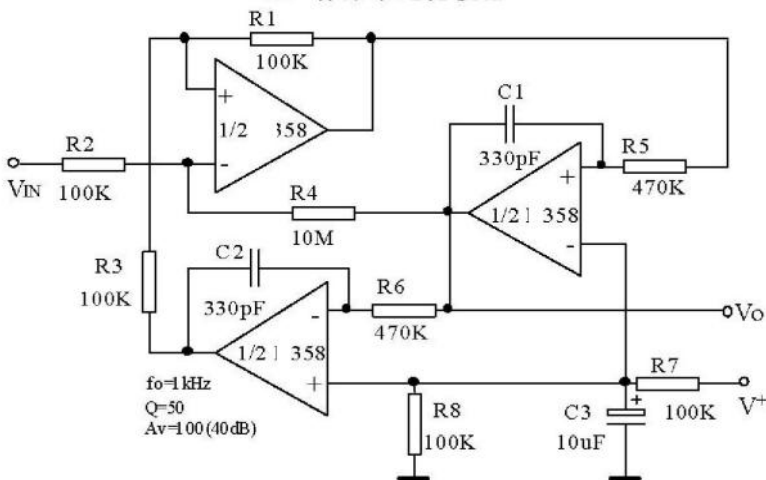 R1
100K
+
1/2 358
-
R2
VIN
100K
C1
330pF
R5
470K
+
1/2 358
-
R4
10M
R3
100K
C2
330pF
R6
470K
-
1/2 358
+
Vo
fo=1kHz
Q=50
Av=100(40dB)
R8
100K
C3
+
10uF
R7
100K
V+